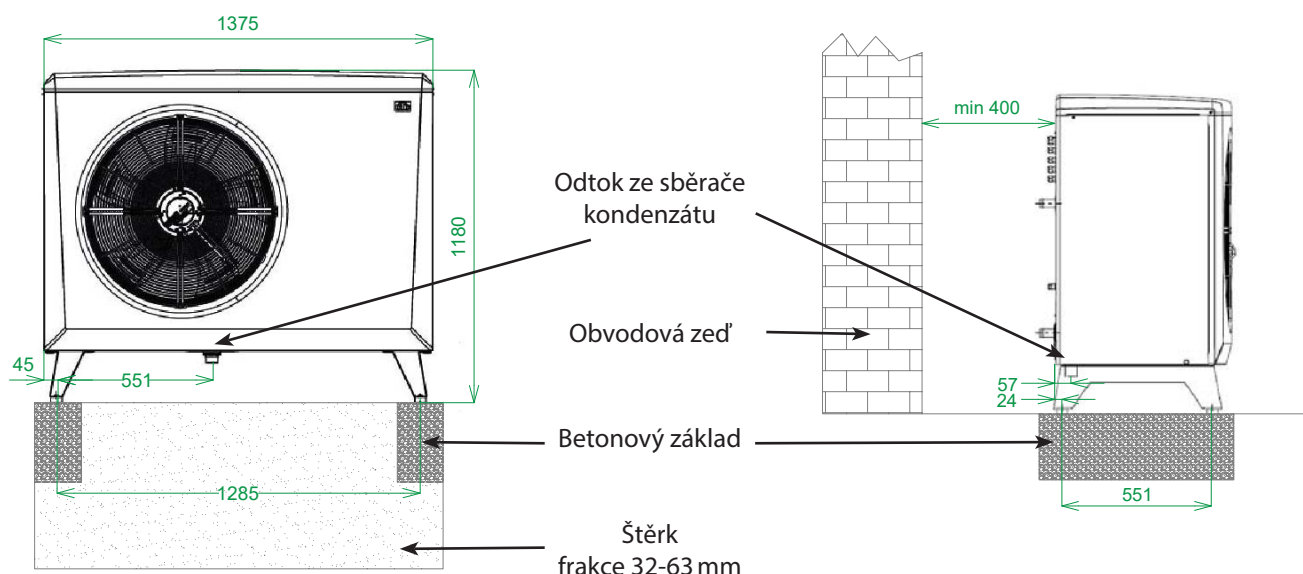 1375
min 400
Odtok ze sběrače
kondenzátu
1180
Obvodová zeď
45
551
57
24
Betonový základ
1285
551
Štěrk
frakce 32-63 mm